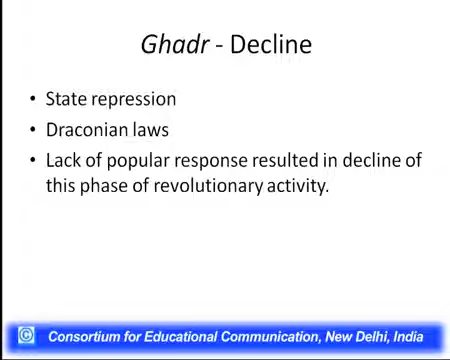 Ghadr - Decline
• State repression
• Draconian laws
• Lack of popular response resulted in decline of
this phase of revolutionary activity.
© Consortium for Educational Communication, New Delhi, India